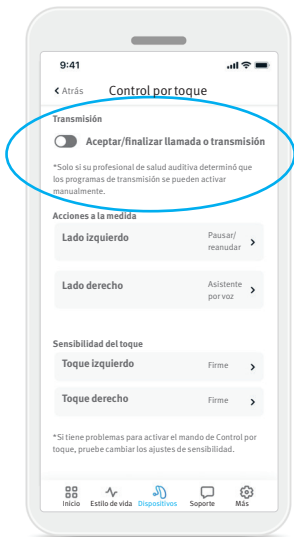 9:41
Atrás Control por toque
Transmisión
Aceptar/finalizar llamada o transmisión
*Solo si su profesional de salud auditiva determinó que
los programas de transmisión se pueden activar
manualmente.
Acciones a la medida
Lado izquierdo Pausar/
reanudar
Lado derecho Asistente
por voz
Sensibilidad del toque
Toque izquierdo Firme
Toque derecho Firme
*Si tiene problemas para activar el mando de Control por
toque, pruebe cambiar los ajustes de sensibilidad.
Inicio Estilo de vida Dispositivos Soporte Más